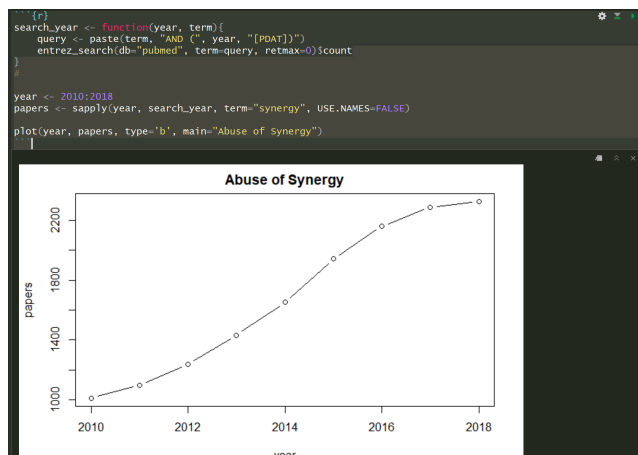 ```{r}
search_year <- function(year, term){
    query <- paste(term, "AND (", year, "[PDAT])")
    entrez_search(db="pubmed", term=query, retmax=0)$count
}
#
year <- 2010:2018
papers <- sapply(year, search_year, term="synergy", USE.NAMES=FALSE)
plot(year, papers, type='b', main="Abuse of Synergy")
```
Abuse of Synergy
2200
1800
1400
1000
papers
2010 2012 2014 2016 2018
year